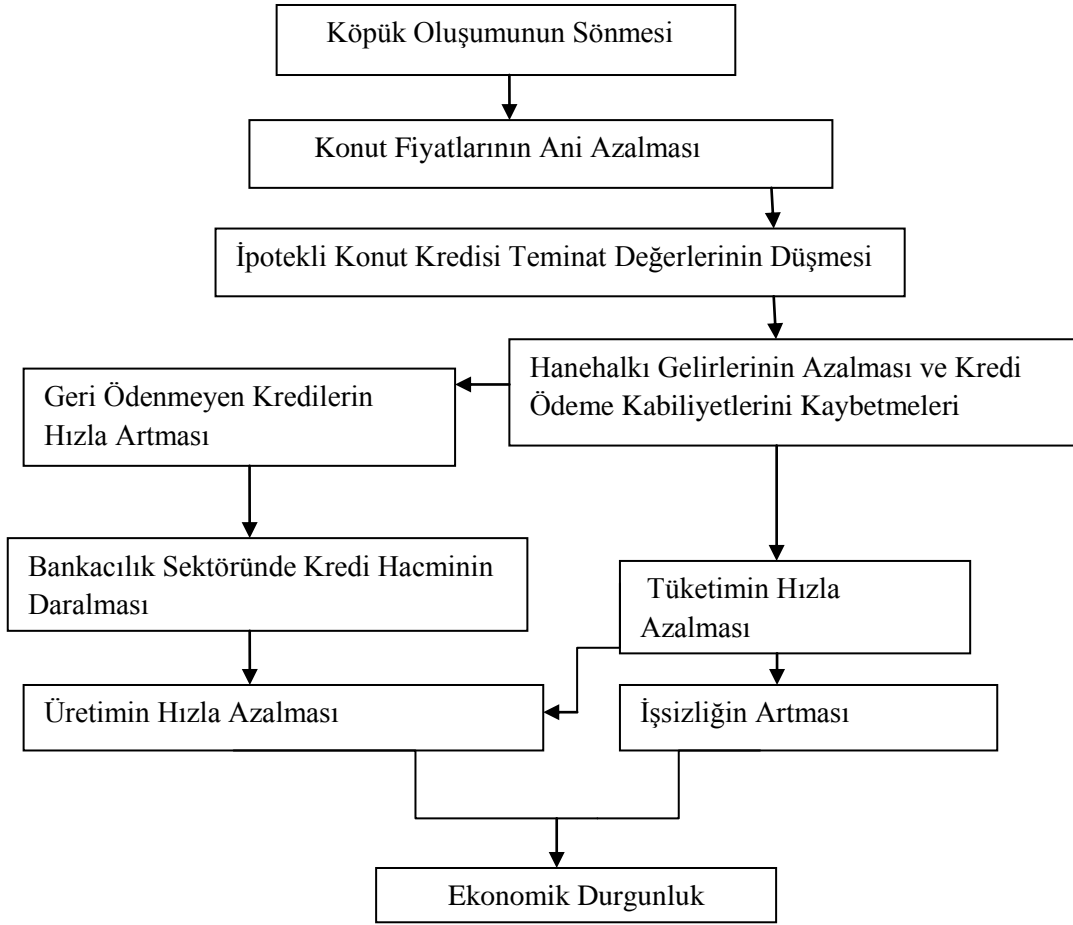 Köpük Oluşumunun Sönmesi
Konut Fiyatlarının Ani Azalması
İpotekli Konut Kredisi Teminat Değerlerinin Düşmesi
Hanehalkı Gelirlerinin Azalması ve Kredi
Ödeme Kabiliyetlerini Kaybetmeleri
Geri Ödenmeyen Kredilerin
Hızla Artması
Bankacılık Sektöründe Kredi Hacminin
Daralması
Tüketimin Hızla
Azalması
Üretimin Hızla Azalması
İşsizliğin Artması
Ekonomik Durgunluk